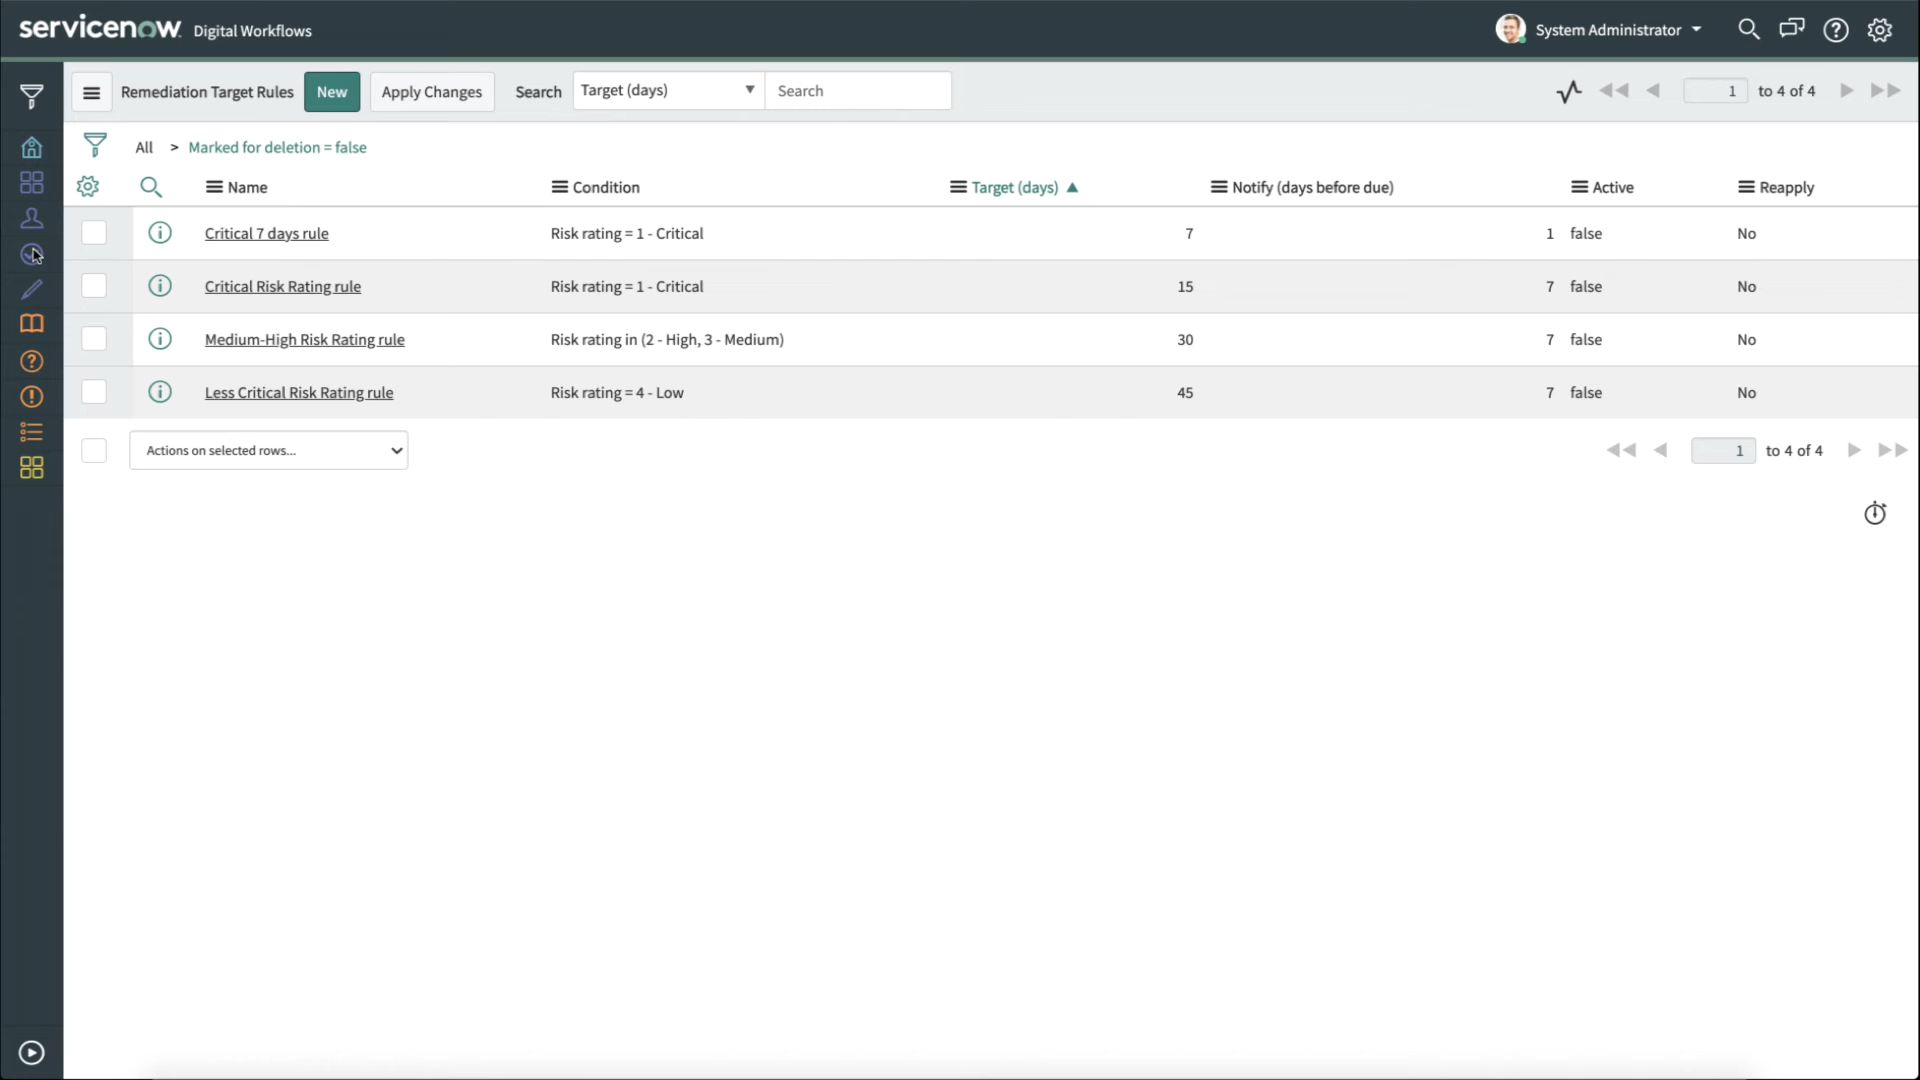 servicenow. Digital Workflows System Administrator
Remediation Target Rules New Apply Changes Search Target (days) Search 1 to 4 of 4
All > Marked for deletion = false
Name Condition Target (days) Notify (days before due) Active Reapply
Critical 7 days rule Risk rating = 1 - Critical 7 1 false No
Critical Risk Rating rule Risk rating = 1 - Critical 15 7 false No
Medium-High Risk Rating rule Risk rating in (2 - High, 3 - Medium) 30 7 false No
Less Critical Risk Rating rule Risk rating = 4 - Low 45 7 false No
Actions on selected rows... 1 to 4 of 4